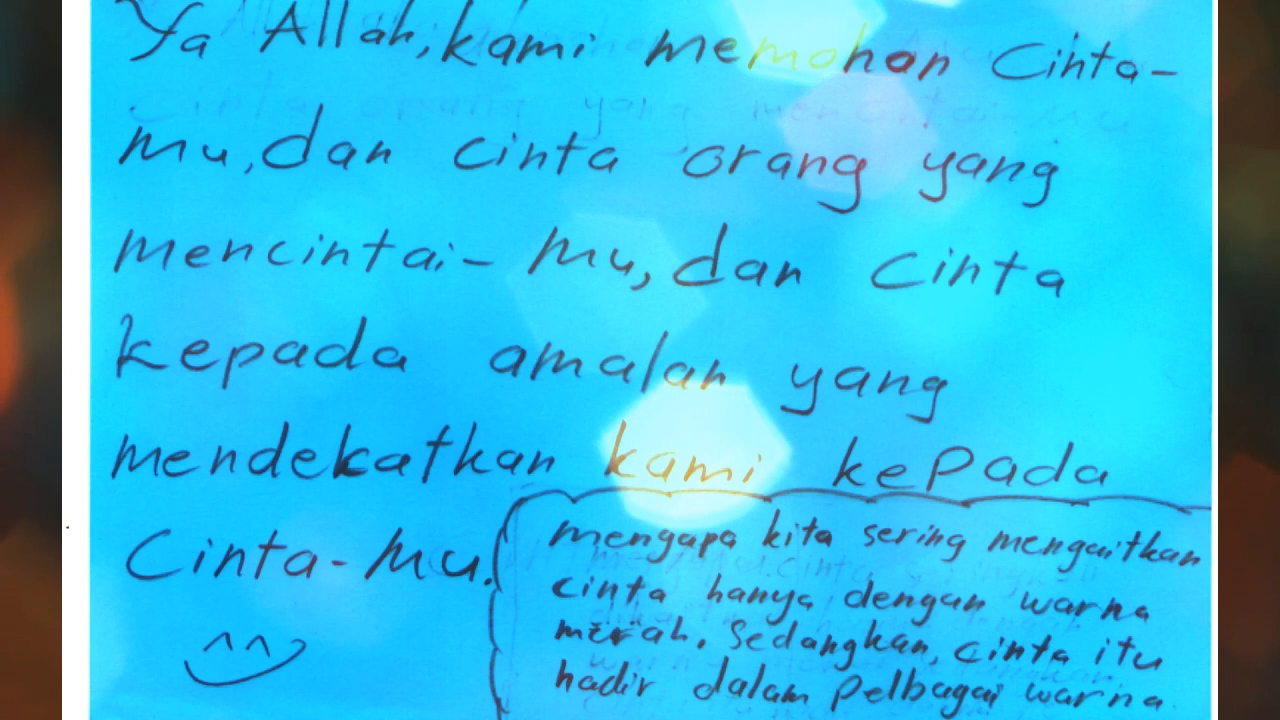 Ya Allah, kami memohon Cinta-
Mu, dan cinta orang yang
mencintai-Mu, dan cinta
kepada amalan yang
mendekatkan kami kepada
Cinta-Mu.
mengapa kita sering mengaitkan
cinta hanya dengan warna
merah. Sedangkan, cinta itu
hadir dalam pelbagai warna